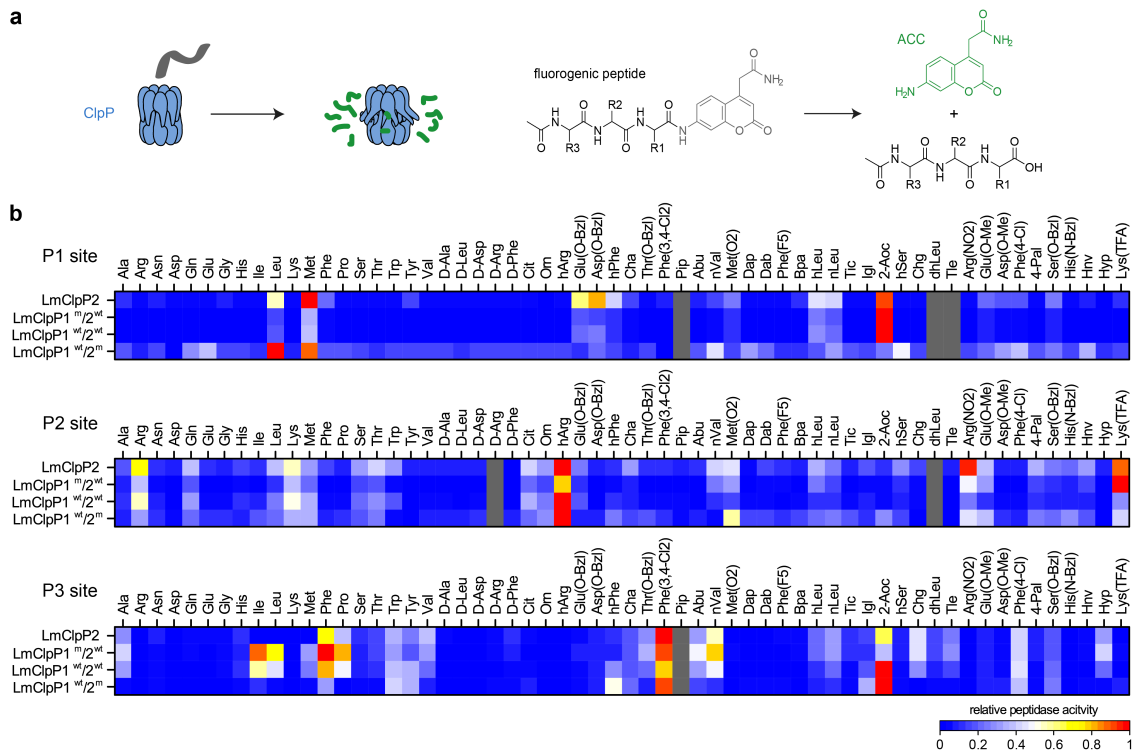 a
ClpP
fluorogenic peptide
O
NH2
R2
O
O
H
N
N
H
H
N
N
H
O
R3
O
R1
O
O
ACC
O
NH2
H2N
O
O
+
R2
O
O
H
N
N
H
H
N
OH
O
R3
O
R1
b
P1 site
Ala Arg Asn Asp Gln Glu Gly His Ile Leu Lys Met Phe Pro Ser Thr Trp Tyr Val D-Ala D-Leu D-Asp D-Arg D-Phe Cit Orn hArg Glu(O-Bzl) Asp(O-Bzl) nPhe Cha Thr(O-Bzl) Phe(3,4-Cl2) Pip Abu nVal Met(O2) Dap Dab Phe(F5) Bpa hLeu nLeu Tic Igl 2-Aoc hSer Chg dhLeu Tle Arg(NO2) Glu(O-Me) Asp(O-Me) Phe(4-Cl) 4-Pal Ser(O-Bzl) His(N-Bzl) Hnv Hyp Lys(TFA)
LmClpP2
LmClpP1 m/2wt
LmClpP1 wt/2wt
LmClpP1 wt/2m
P2 site
Ala Arg Asn Asp Gln Glu Gly His Ile Leu Lys Met Phe Pro Ser Thr Trp Tyr Val D-Ala D-Leu D-Asp D-Arg D-Phe Cit Orn hArg Glu(O-Bzl) Asp(O-Bzl) nPhe Cha Thr(O-Bzl) Phe(3,4-Cl2) Pip Abu nVal Met(O2) Dap Dab Phe(F5) Bpa hLeu nLeu Tic Igl 2-Aoc hSer Chg dhLeu Tle Arg(NO2) Glu(O-Me) Asp(O-Me) Phe(4-Cl) 4-Pal Ser(O-Bzl) His(N-Bzl) Hnv Hyp Lys(TFA)
LmClpP2
LmClpP1 m/2wt
LmClpP1 wt/2wt
LmClpP1 wt/2m
P3 site
Ala Arg Asn Asp Gln Glu Gly His Ile Leu Lys Met Phe Pro Ser Thr Trp Tyr Val D-Ala D-Leu D-Asp D-Arg D-Phe Cit Orn hArg Glu(O-Bzl) Asp(O-Bzl) nPhe Cha Thr(O-Bzl) Phe(3,4-Cl2) Pip Abu nVal Met(O2) Dap Dab Phe(F5) Bpa hLeu nLeu Tic Igl 2-Aoc hSer Chg dhLeu Tle Arg(NO2) Glu(O-Me) Asp(O-Me) Phe(4-Cl) 4-Pal Ser(O-Bzl) His(N-Bzl) Hnv Hyp Lys(TFA)
LmClpP2
LmClpP1 m/2wt
LmClpP1 wt/2wt
LmClpP1 wt/2m
relative peptidase acitvity
0 0.2 0.4 0.6 0.8 1